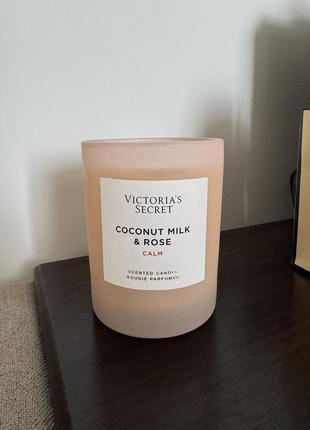 VICTORIA'S
SECRET
COCONUT MILK
& ROSE
CALM
SCENTED CANDLE
BOUGIE PARFUMÉE